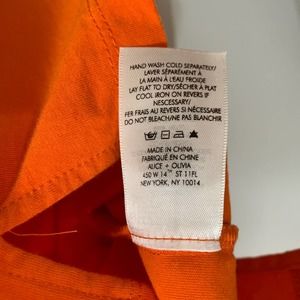 HAND WASH COLD SEPARATELY/
LAVER SÉPARÉMENT À
LA MAIN À L'EAU FROIDE
LAY FLAT TO DRY/SÉCHER À PLAT
COOL IRON ON REVERS IF
NESCESSARY/
FER FRAIS AU REVERS SI NÉCESSAIRE
DO NOT BLEACH/NE PAS BLANCHIR
MADE IN CHINA
FABRIQUÉ EN CHINE
ALICE + OLIVIA
450 W 14TH ST 11FL
NEW YORK, NY 10014